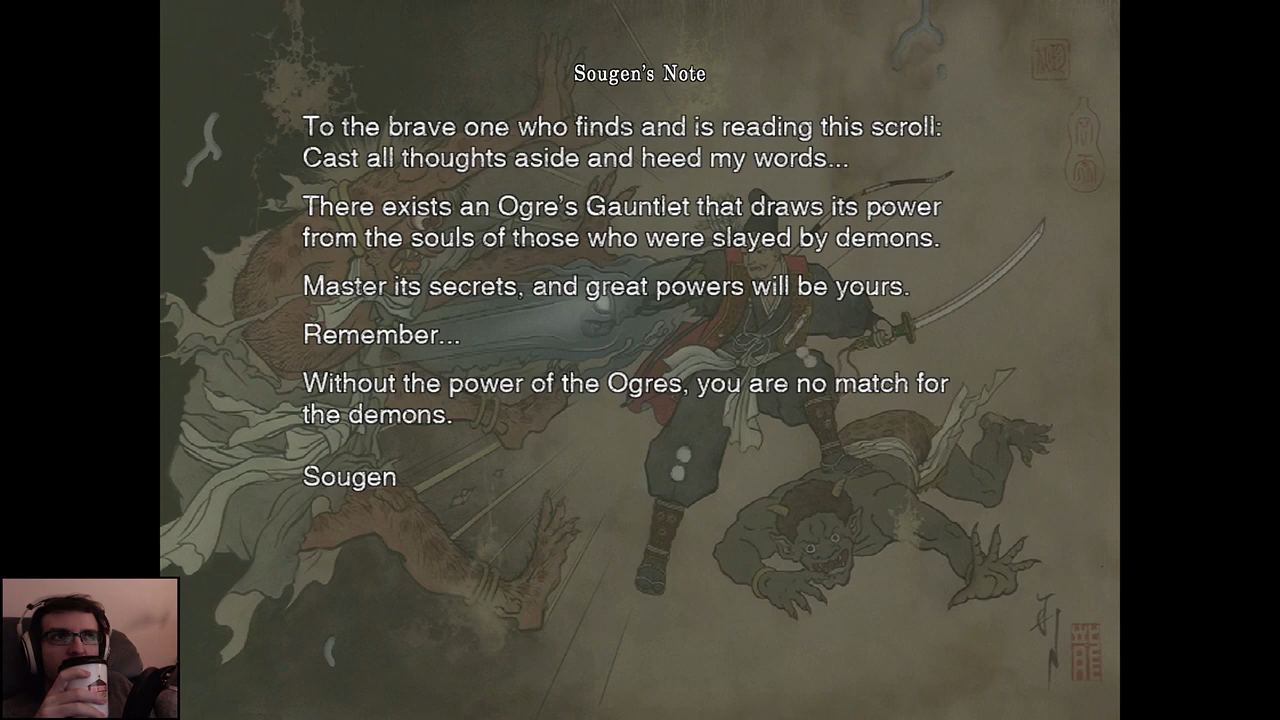 Sougen's Note
To the brave one who finds and is reading this scroll:
Cast all thoughts aside and heed my words...
There exists an Ogre's Gauntlet that draws its power
from the souls of those who were slayed by demons.
Master its secrets, and great powers will be yours.
Remember...
Without the power of the Ogres, you are no match for
the demons.
Sougen